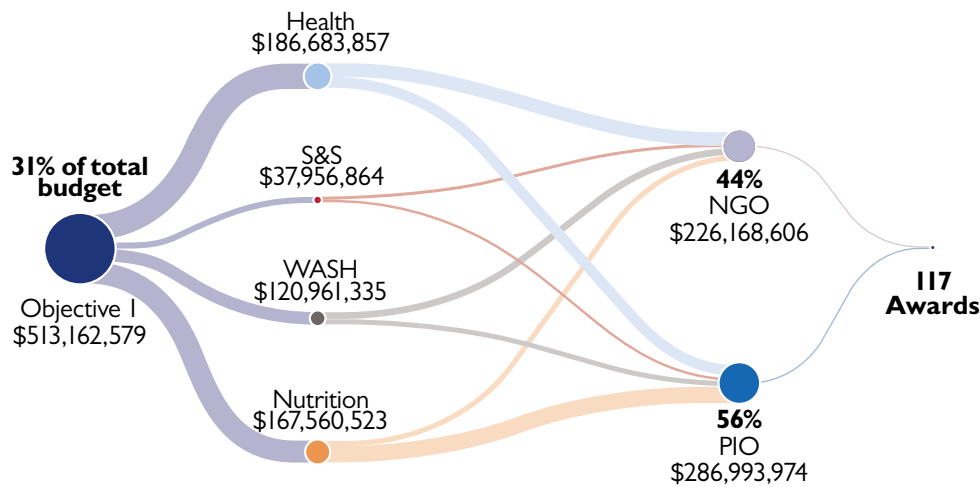 31% of total
budget
Objective 1
$513,162,579
Health
$186,683,857
S&S
$37,956,864
WASH
$120,961,335
Nutrition
$167,560,523
44%
NGO
$226,168,606
56%
PIO
$286,993,974
117
Awards